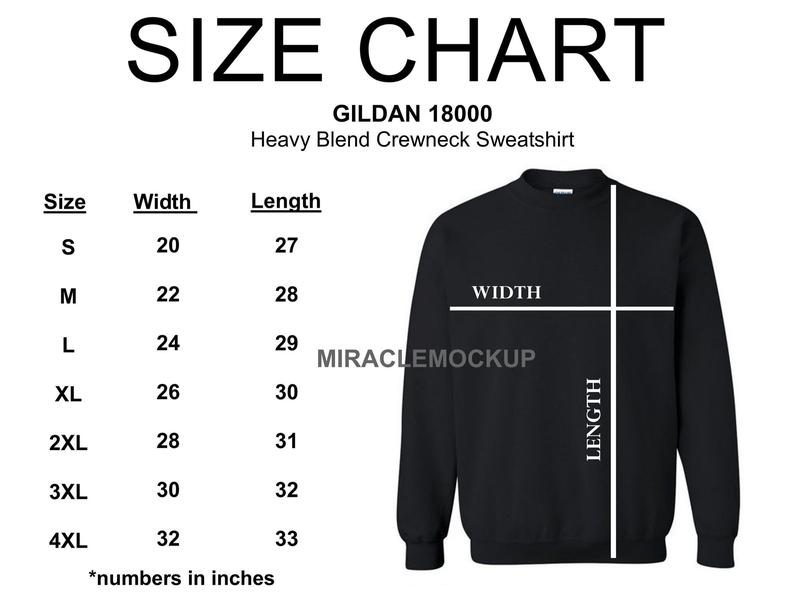 SIZE CHART
GILDAN 18000
Heavy Blend Crewneck Sweatshirt
Size Width Length
S 20 27
M 22 28
L 24 29
XL 26 30
2XL 28 31
3XL 30 32
4XL 32 33
*numbers in inches
WIDTH
MIRACLEMOCKUP
LENGTH